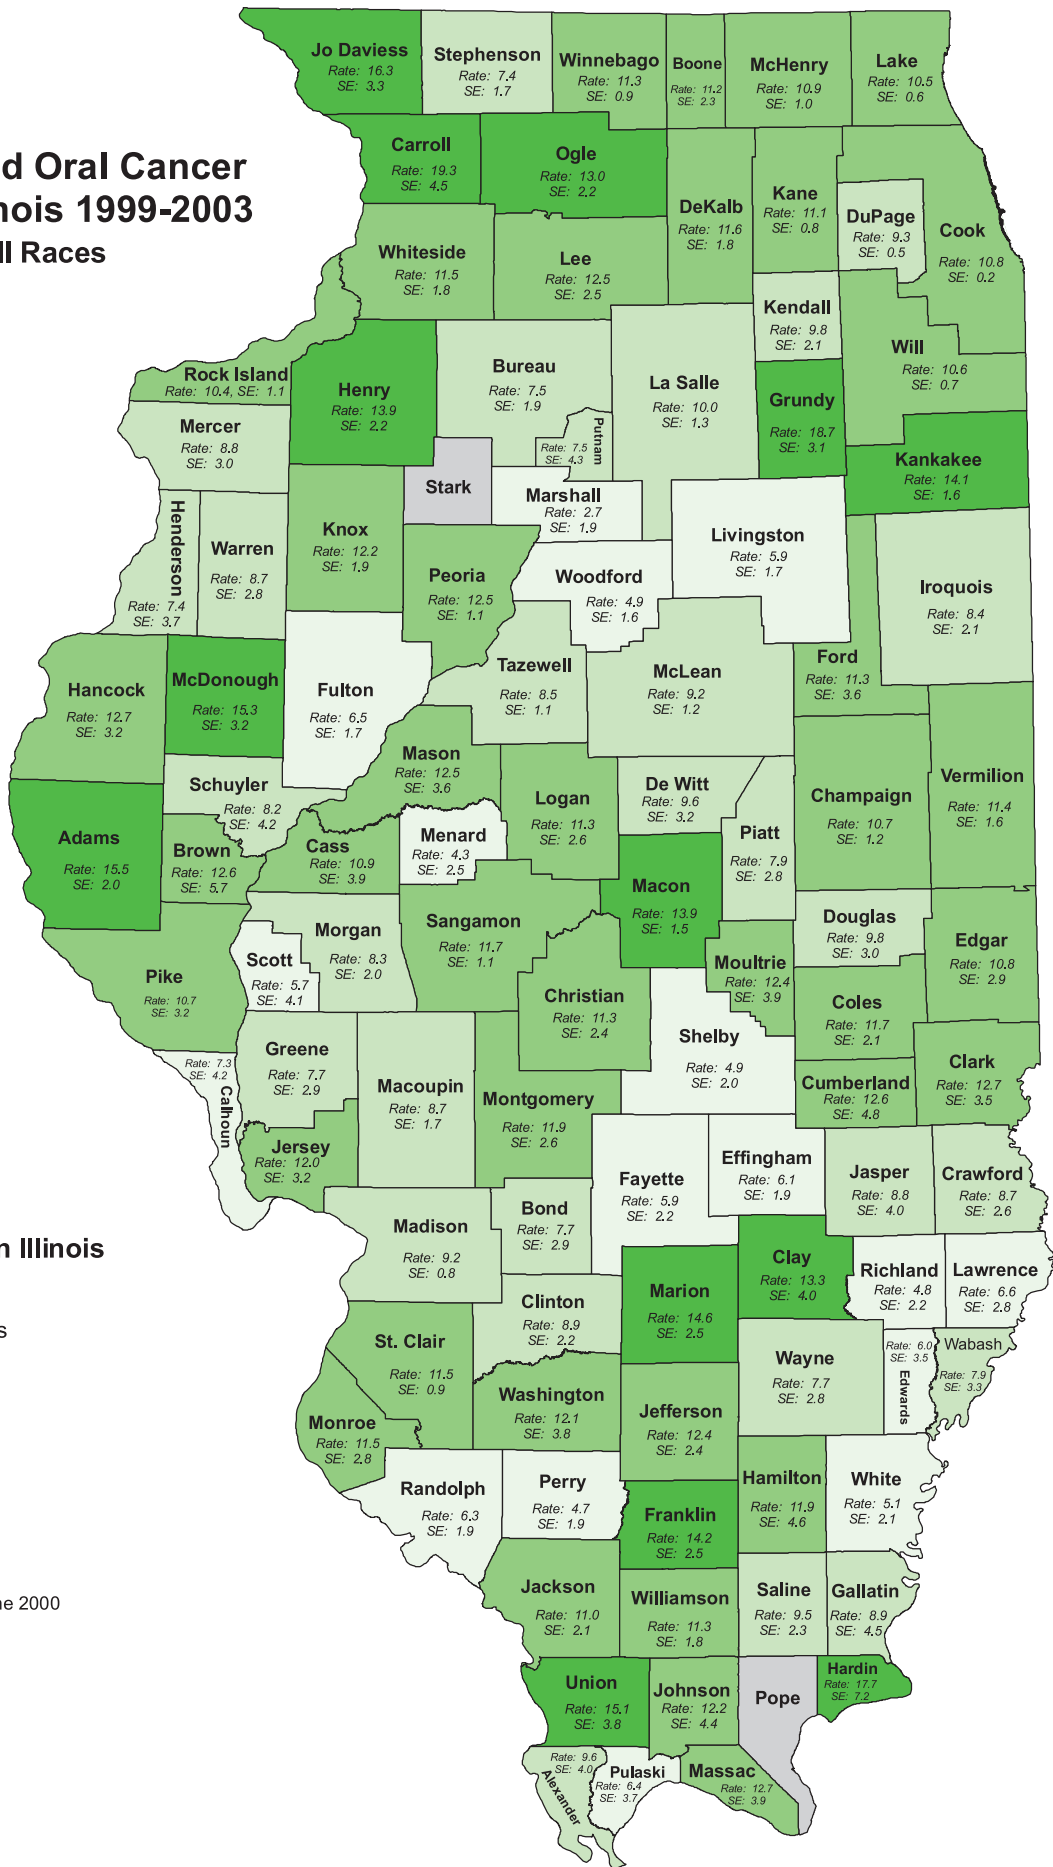 d Oral Cancer
nois 1999-2003
ll Races
Jo Daviess
Rate: 16.3
SE: 3.3
Stephenson
Rate: 7.4
SE: 1.7
Winnebago
Rate: 11.3
SE: 0.9
Boone
Rate: 11.2
SE: 2.3
McHenry
Rate: 10.9
SE: 1.0
Lake
Rate: 10.5
SE: 0.6
Carroll
Rate: 19.3
SE: 4.5
Ogle
Rate: 13.0
SE: 2.2
DeKalb
Rate: 11.6
SE: 1.8
Kane
Rate: 11.1
SE: 0.8
DuPage
Rate: 9.3
SE: 0.5
Cook
Rate: 10.8
SE: 0.2
Whiteside
Rate: 11.5
SE: 1.8
Lee
Rate: 12.5
SE: 2.5
Kendall
Rate: 9.8
SE: 2.1
Will
Rate: 10.6
SE: 0.7
Rock Island
Rate: 10.4, SE: 1.1
Henry
Rate: 13.9
SE: 2.2
Bureau
Rate: 7.5
SE: 1.9
La Salle
Rate: 10.0
SE: 1.3
Grundy
Rate: 18.7
SE: 3.1
Mercer
Rate: 8.8
SE: 3.0
Putnam
Rate: 7.5
SE: 4.3
Kankakee
Rate: 14.1
SE: 1.6
Stark
Marshall
Rate: 2.7
SE: 1.9
Henderson
Rate: 7.4
SE: 3.7
Warren
Rate: 8.7
SE: 2.8
Knox
Rate: 12.2
SE: 1.9
Peoria
Rate: 12.5
SE: 1.1
Woodford
Rate: 4.9
SE: 1.6
Livingston
Rate: 5.9
SE: 1.7
Iroquois
Rate: 8.4
SE: 2.1
Hancock
Rate: 12.7
SE: 3.2
McDonough
Rate: 15.3
SE: 3.2
Fulton
Rate: 6.5
SE: 1.7
Tazewell
Rate: 8.5
SE: 1.1
McLean
Rate: 9.2
SE: 1.2
Ford
Rate: 11.3
SE: 3.6
Mason
Rate: 12.5
SE: 3.6
Schuyler
Rate: 8.2
SE: 4.2
Logan
Rate: 11.3
SE: 2.6
De Witt
Rate: 9.6
SE: 3.2
Champaign
Rate: 10.7
SE: 1.2
Vermilion
Rate: 11.4
SE: 1.6
Adams
Rate: 15.5
SE: 2.0
Brown
Rate: 12.6
SE: 5.7
Cass
Rate: 10.9
SE: 3.9
Menard
Rate: 4.3
SE: 2.5
Piatt
Rate: 7.9
SE: 2.8
Macon
Rate: 13.9
SE: 1.5
Pike
Rate: 10.7
SE: 3.2
Scott
Rate: 5.7
SE: 4.1
Morgan
Rate: 8.3
SE: 2.0
Sangamon
Rate: 11.7
SE: 1.1
Christian
Rate: 11.3
SE: 2.4
Moultrie
Rate: 12.4
SE: 3.9
Douglas
Rate: 9.8
SE: 3.0
Edgar
Rate: 10.8
SE: 2.9
Coles
Rate: 11.7
SE: 2.1
Shelby
Rate: 4.9
SE: 2.0
Calhoun
Rate: 7.3
SE: 4.2
Greene
Rate: 7.7
SE: 2.9
Macoupin
Rate: 8.7
SE: 1.7
Montgomery
Rate: 11.9
SE: 2.6
Cumberland
Rate: 12.6
SE: 4.8
Clark
Rate: 12.7
SE: 3.5
Jersey
Rate: 12.0
SE: 3.2
Fayette
Rate: 5.9
SE: 2.2
Effingham
Rate: 6.1
SE: 1.9
Jasper
Rate: 8.8
SE: 4.0
Crawford
Rate: 8.7
SE: 2.6
n Illinois
Madison
Rate: 9.2
SE: 0.8
Bond
Rate: 7.7
SE: 2.9
Marion
Rate: 14.6
SE: 2.5
Clay
Rate: 13.3
SE: 4.0
Richland
Rate: 4.8
SE: 2.2
Lawrence
Rate: 6.6
SE: 2.8
s
St. Clair
Rate: 11.5
SE: 0.9
Clinton
Rate: 8.9
SE: 2.2
Wayne
Rate: 7.7
SE: 2.8
Edwards
Rate: 6.0
SE: 3.5
Wabash
Rate: 7.9
SE: 3.3
Monroe
Rate: 11.5
SE: 2.8
Washington
Rate: 12.1
SE: 3.8
Jefferson
Rate: 12.4
SE: 2.4
Randolph
Rate: 6.3
SE: 1.9
Perry
Rate: 4.7
SE: 1.9
Franklin
Rate: 14.2
SE: 2.5
Hamilton
Rate: 11.9
SE: 4.6
White
Rate: 5.1
SE: 2.1
ne 2000
Jackson
Rate: 11.0
SE: 2.1
Williamson
Rate: 11.3
SE: 1.8
Saline
Rate: 9.5
SE: 2.3
Gallatin
Rate: 8.9
SE: 4.5
Union
Rate: 15.1
SE: 3.8
Johnson
Rate: 12.2
SE: 4.4
Pope
Hardin
Rate: 17.7
SE: 7.2
Alexander
Rate: 9.6
SE: 4.0
Pulaski
Rate: 6.4
SE: 3.7
Massac
Rate: 12.7
SE: 3.9